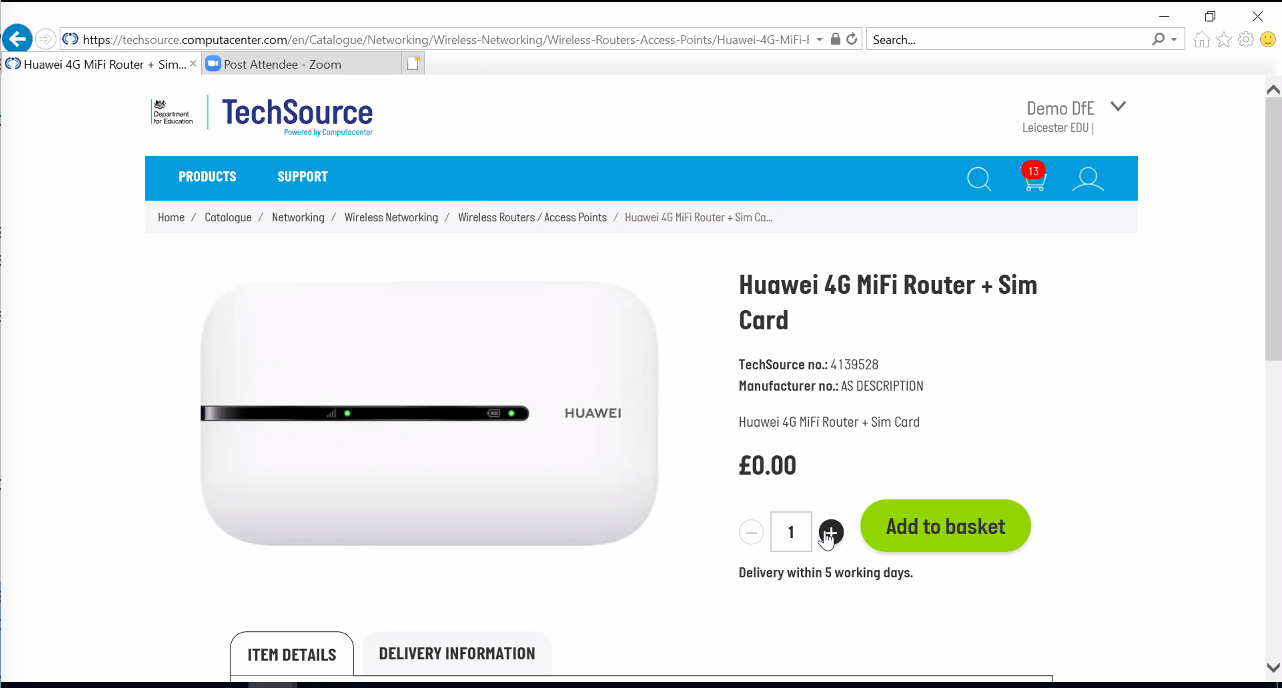 https://techsource.computacenter.com/en/Catalogue/Networking/Wireless-Networking/Wireless-Routers-Access-Points/Huawei-4G-MiFi-
Search...
Huawei 4G MiFi Router + Sim...
Post Attendee - Zoom
Department
for Education
TechSource
Powered by Computacenter
Demo DfE
Leicester EDU |
PRODUCTS
SUPPORT
13
Home / Catalogue / Networking / Wireless Networking / Wireless Routers / Access Points / Huawei 4G MiFi Router + Sim Ca...
HUAWEI
Huawei 4G MiFi Router + Sim
Card
TechSource no.: 4139528
Manufacturer no.: AS DESCRIPTION
Huawei 4G MiFi Router + Sim Card
£0.00
1
Add to basket
Delivery within 5 working days.
ITEM DETAILS
DELIVERY INFORMATION